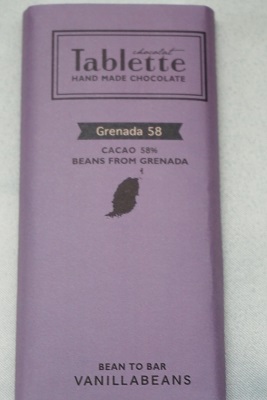 chocolat
Tablette
HAND MADE CHOCOLATE
Grenada 58
CACAO 58%
BEANS FROM GRENADA
BEAN TO BAR
VANILLABEANS